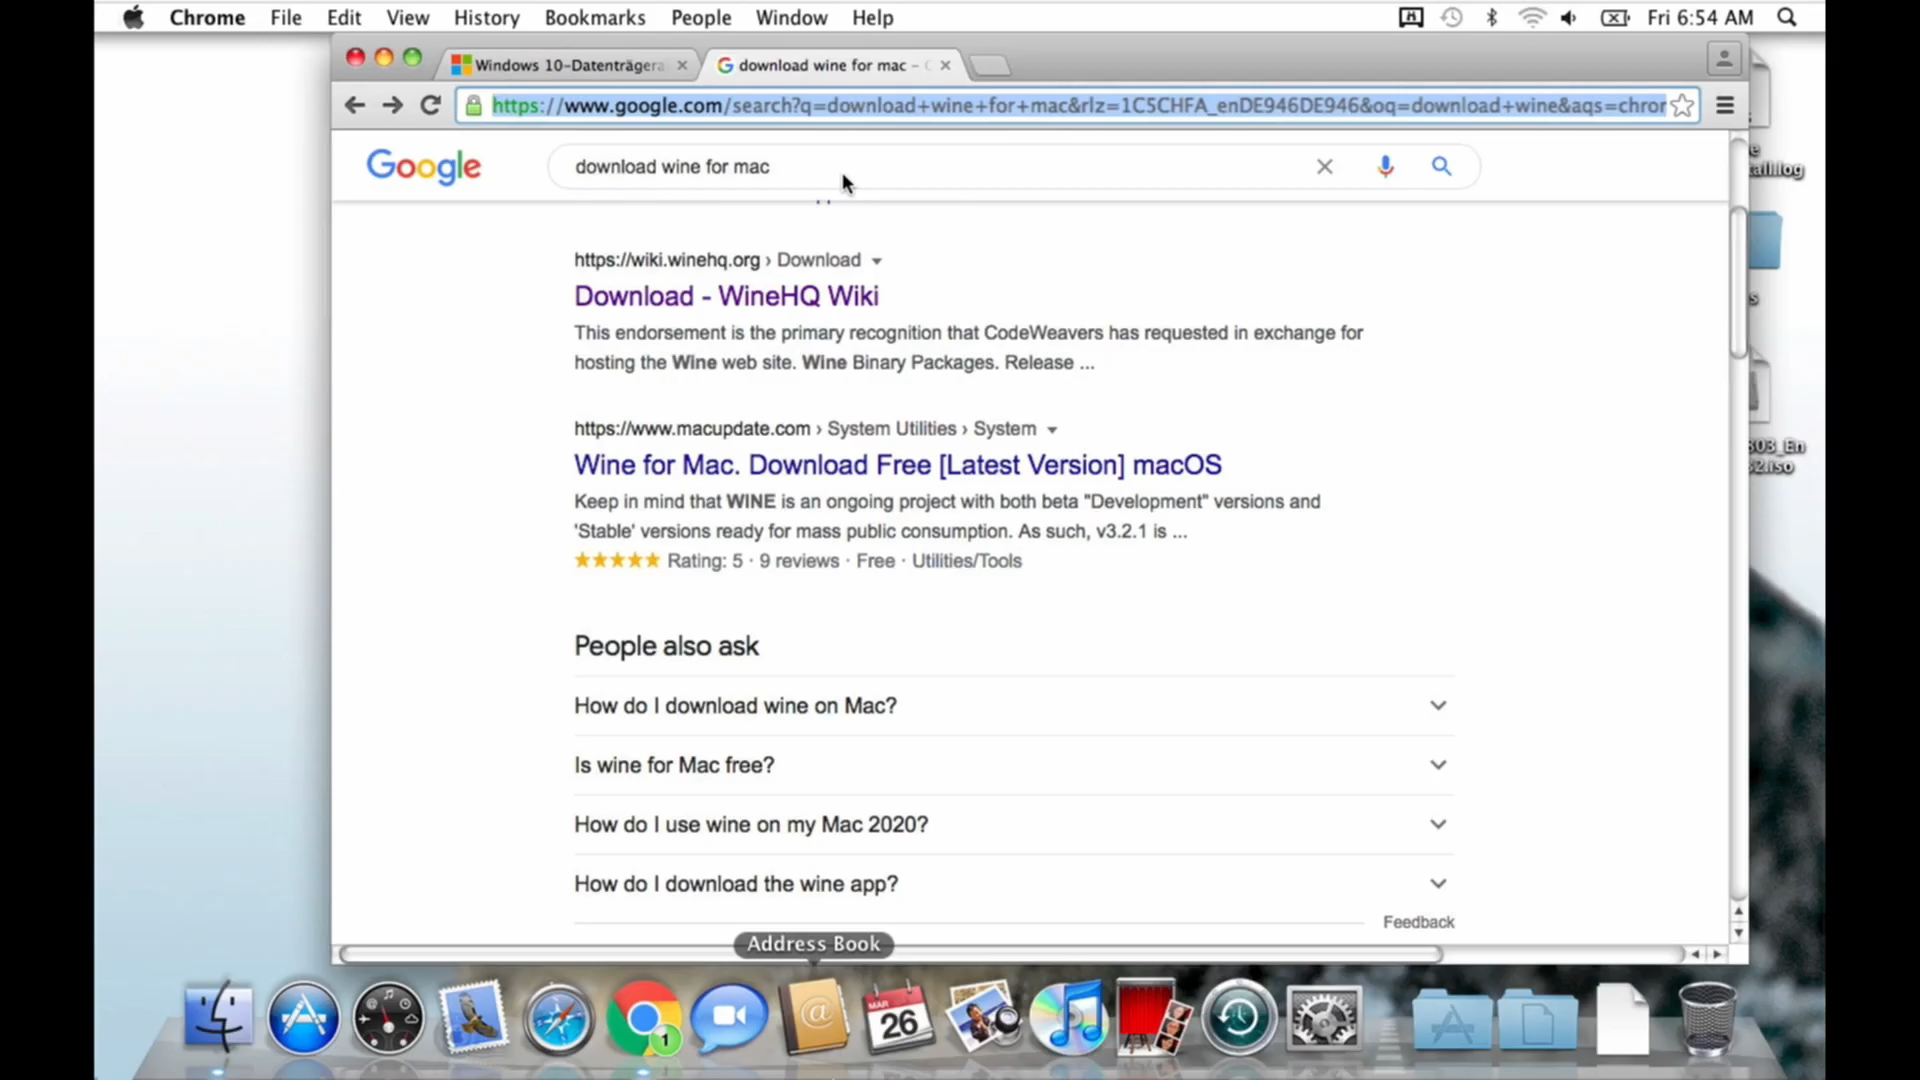 Chrome File Edit View History Bookmarks People Window Help Fri 6:54 AM
Windows 10-Datenträgera
download wine for mac - 
https://www.google.com/search?q=download+wine+for+mac&rlz=1C5CHFA_enDE946DE946&oq=download+wine&aqs=chror
Google
download wine for mac
https://wiki.winehq.org › Download
Download - WineHQ Wiki
This endorsement is the primary recognition that CodeWeavers has requested in exchange for
hosting the Wine web site. Wine Binary Packages. Release ...
https://www.macupdate.com › System Utilities › System
Wine for Mac. Download Free [Latest Version] macOS
Keep in mind that WINE is an ongoing project with both beta "Development" versions and
'Stable' versions ready for mass public consumption. As such, v3.2.1 is ...
Rating: 5 · 9 reviews · Free · Utilities/Tools
People also ask
How do I download wine on Mac?
Is wine for Mac free?
How do I use wine on my Mac 2020?
How do I download the wine app?
Feedback
Address Book
MAR
26
1
e
tall.log
s
803_En
2.iso